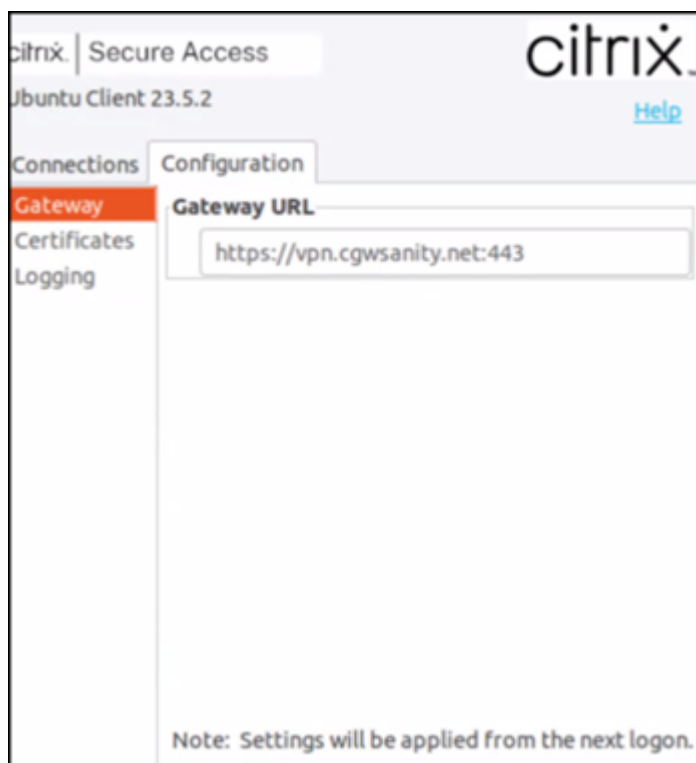 citrix. | Secure Access
citrix.
Ubuntu Client 23.5.2
Help
Connections
Configuration
Gateway
Gateway URL
Certificates
https://vpn.cgwsanity.net:443
Logging
Note: Settings will be applied from the next logon.